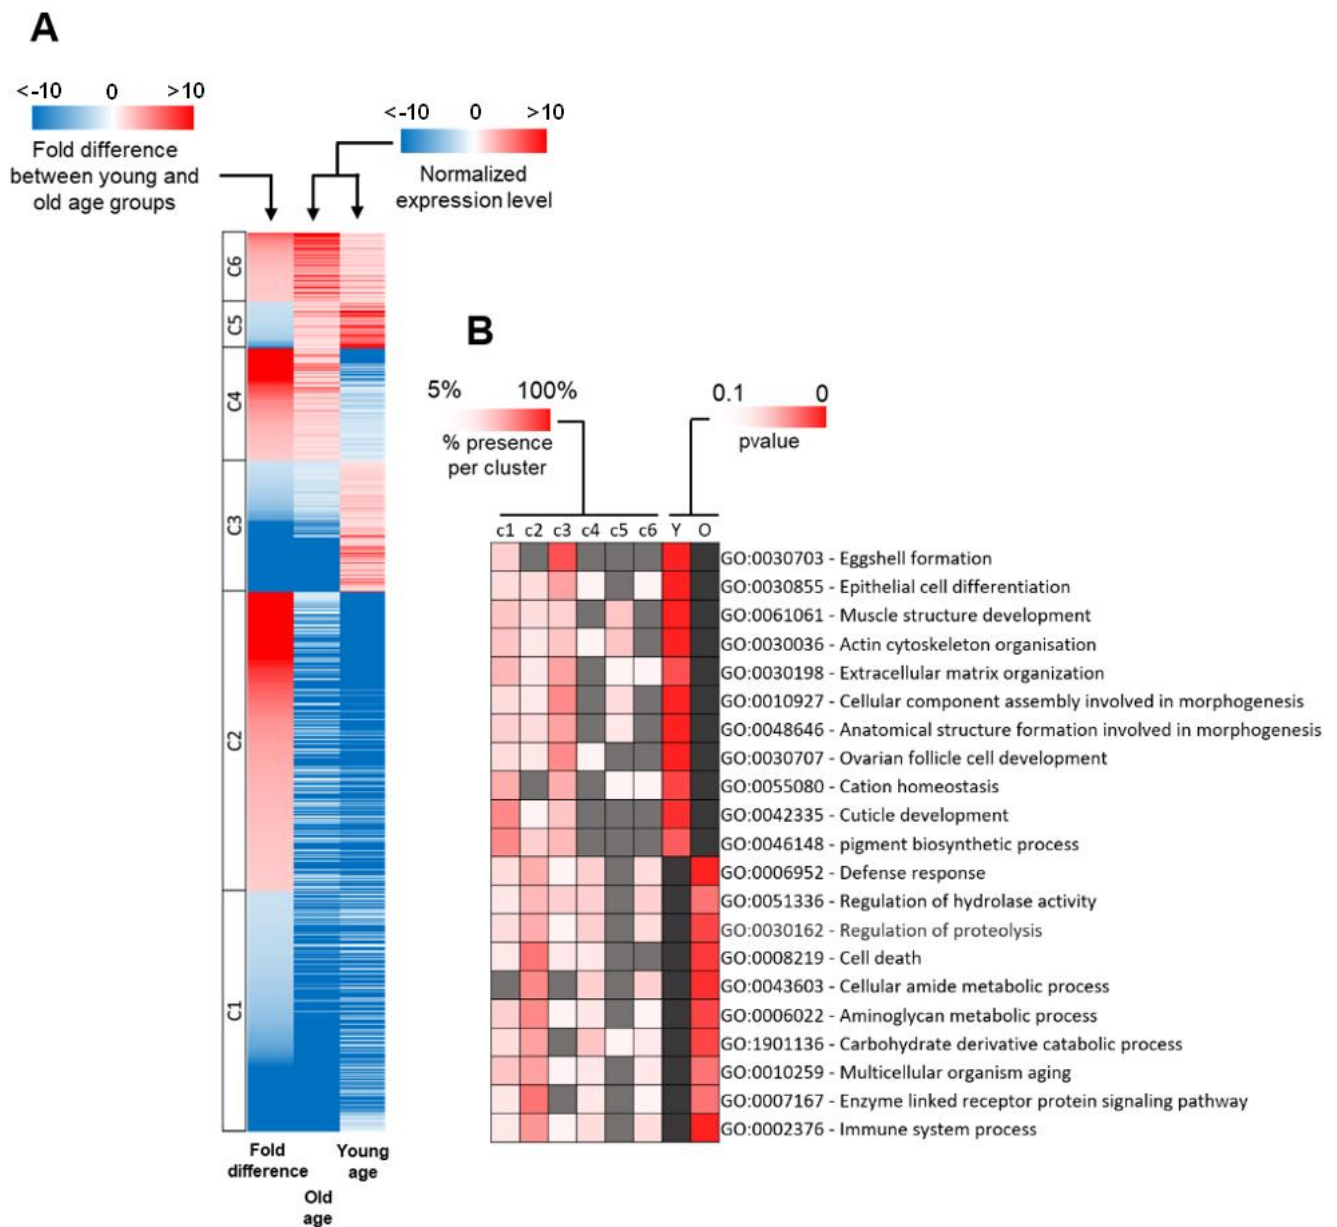 A
<-10 0 >10
Fold difference
between young and
old age groups
<-10 0 >10
Normalized
expression level
C6
C5
C4
C3
C2
C1
Fold
difference
Old
age
Young
age
B
5% 100%
% presence
per cluster
0.1 0
pvalue
c1 c2 c3 c4 c5 c6 Y O
GO:0030703 - Eggshell formation
GO:0030855 - Epithelial cell differentiation
GO:0061061 - Muscle structure development
GO:0030036 - Actin cytoskeleton organisation
GO:0030198 - Extracellular matrix organization
GO:0010927 - Cellular component assembly involved in morphogenesis
GO:0048646 - Anatomical structure formation involved in morphogenesis
GO:0030707 - Ovarian follicle cell development
GO:0055080 - Cation homeostasis
GO:0042335 - Cuticle development
GO:0046148 - pigment biosynthetic process
GO:0006952 - Defense response
GO:0051336 - Regulation of hydrolase activity
GO:0030162 - Regulation of proteolysis
GO:0008219 - Cell death
GO:0043603 - Cellular amide metabolic process
GO:0006022 - Aminoglycan metabolic process
GO:1901136 - Carbohydrate derivative catabolic process
GO:0010259 - Multicellular organism aging
GO:0007167 - Enzyme linked receptor protein signaling pathway
GO:0002376 - Immune system process